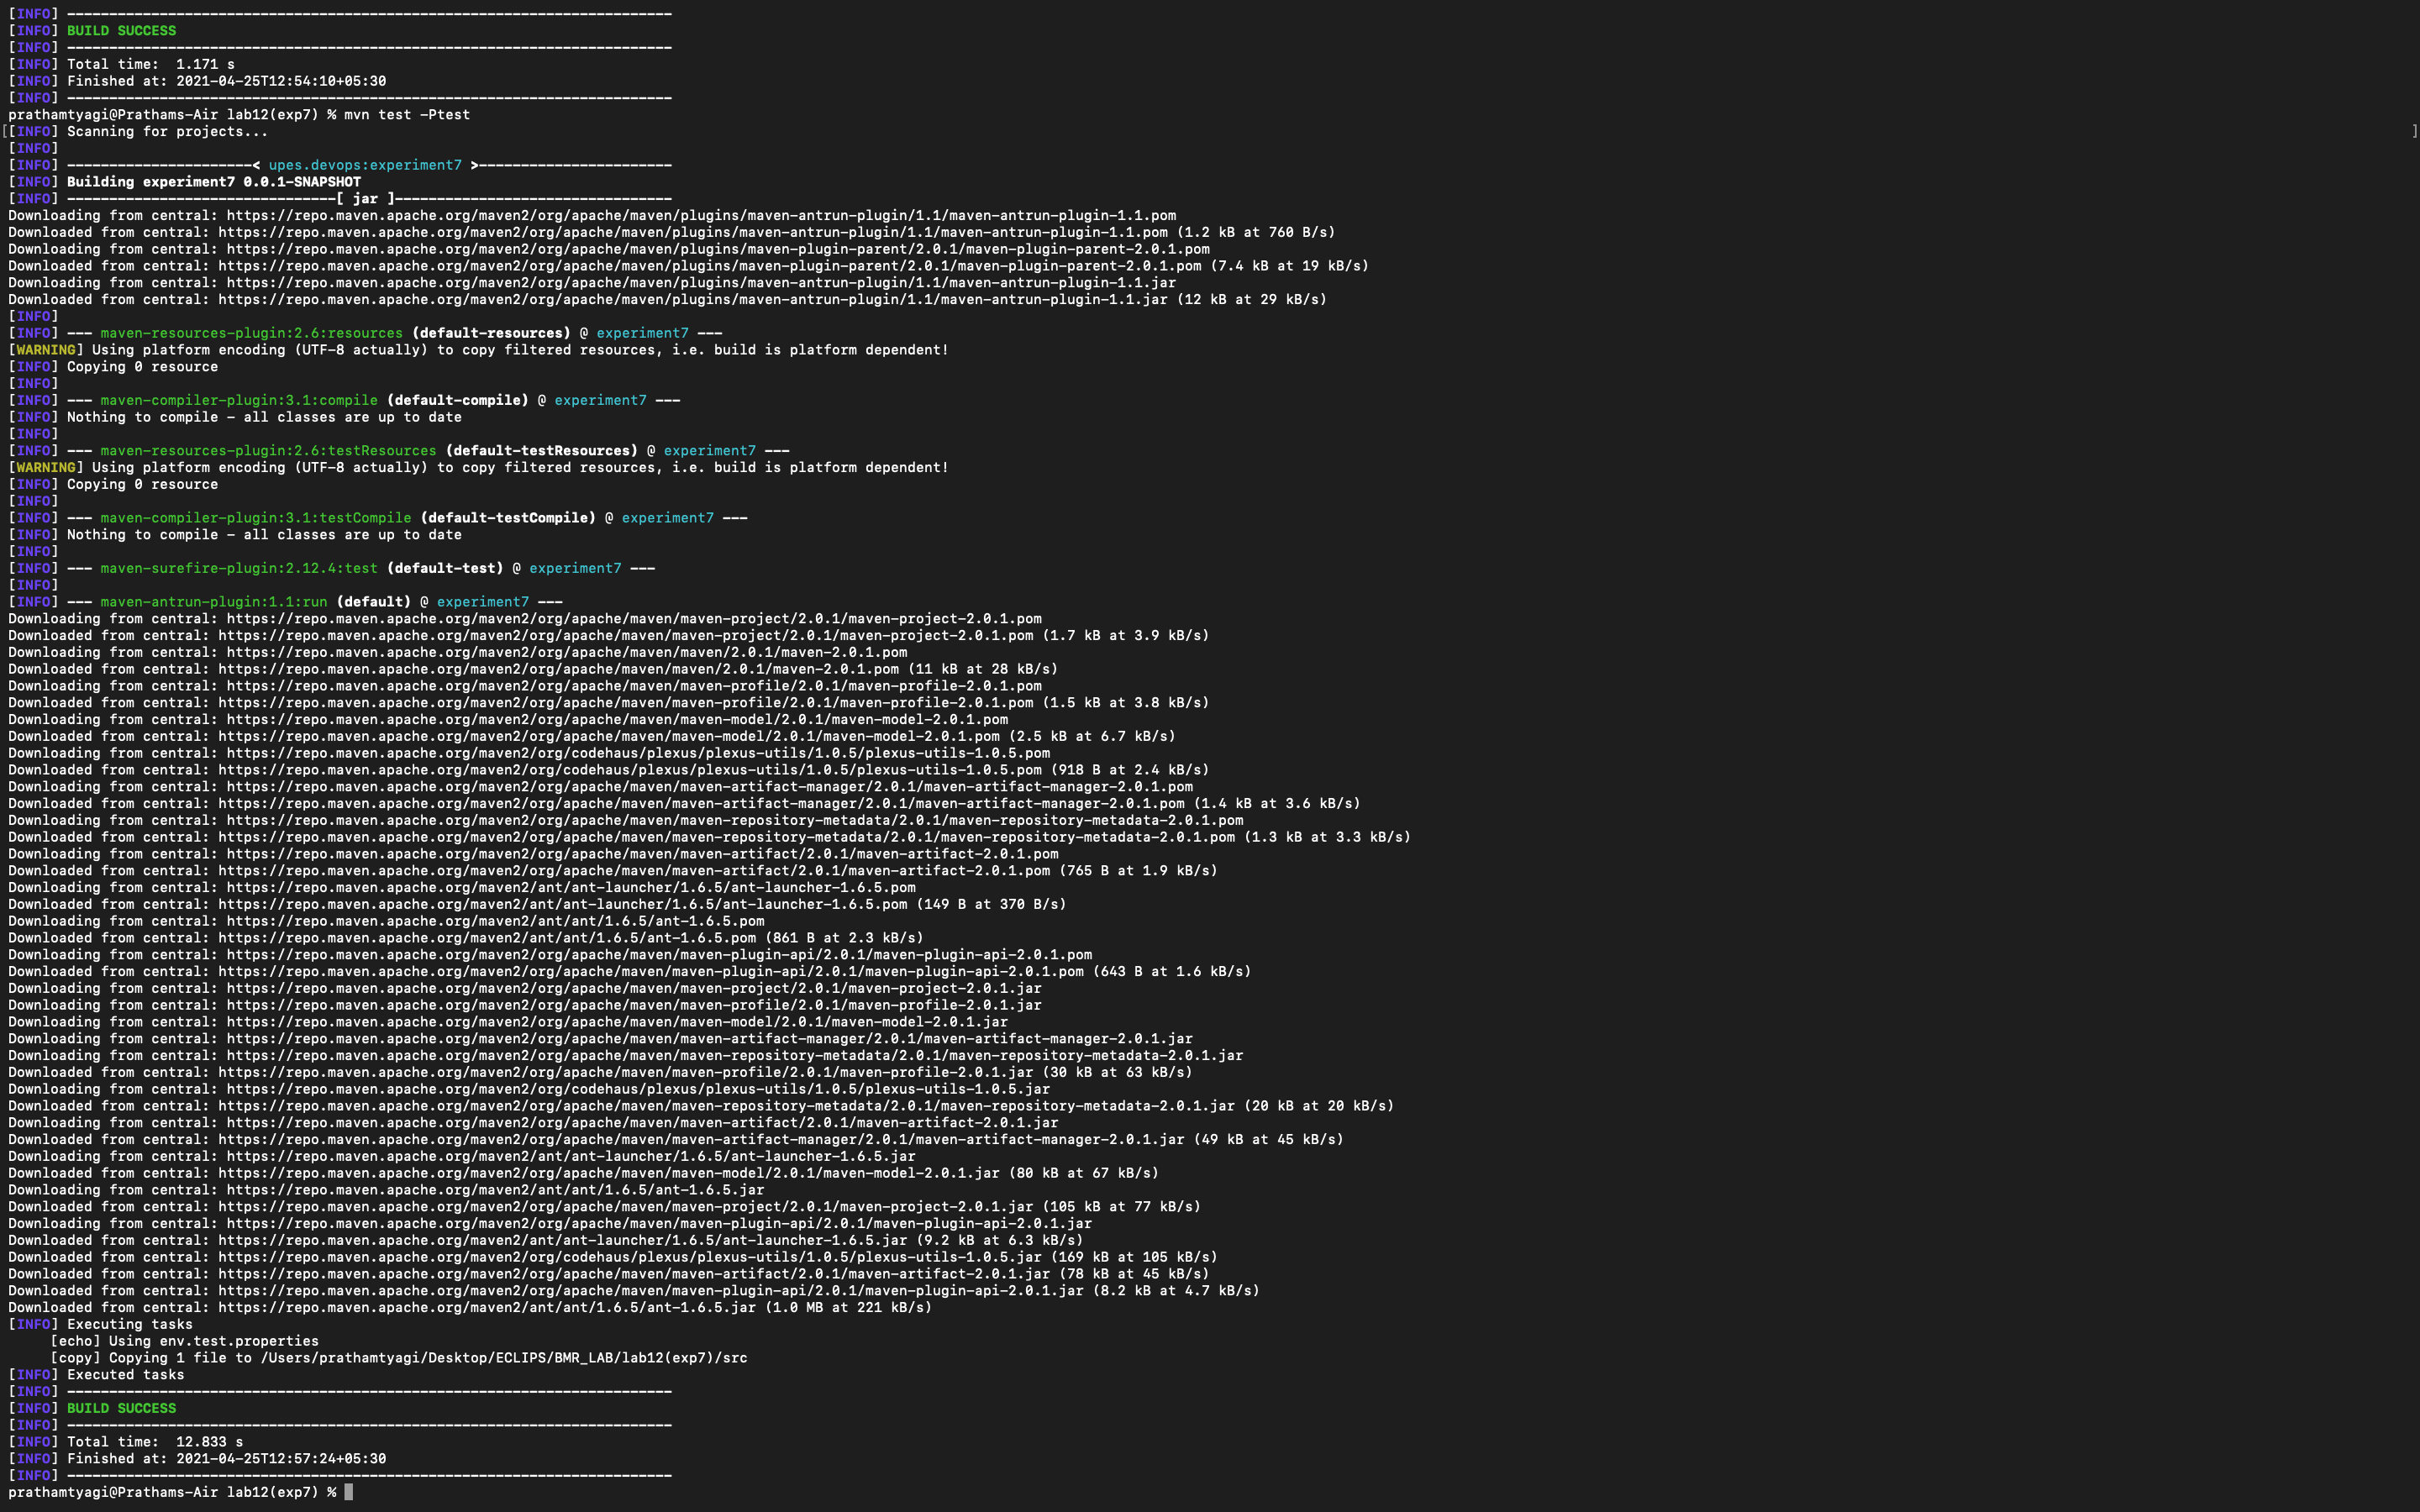 [INFO] ------------------------------------------------------------------------
[INFO] BUILD SUCCESS
[INFO] ------------------------------------------------------------------------
[INFO] Total time:  1.171 s
[INFO] Finished at: 2021-04-25T12:54:10+05:30
[INFO] ------------------------------------------------------------------------
prathamtyagi@Prathams-Air lab12(exp7) % mvn test -Ptest
[[INFO] Scanning for projects... ]
[INFO]
[INFO] ----------------------< upes.devops:experiment7 >-----------------------
[INFO] Building experiment7 0.0.1-SNAPSHOT
[INFO] --------------------------------[ jar ]---------------------------------
Downloading from central: https://repo.maven.apache.org/maven2/org/apache/maven/plugins/maven-antrun-plugin/1.1/maven-antrun-plugin-1.1.pom
Downloaded from central: https://repo.maven.apache.org/maven2/org/apache/maven/plugins/maven-antrun-plugin/1.1/maven-antrun-plugin-1.1.pom (1.2 kB at 760 B/s)
Downloading from central: https://repo.maven.apache.org/maven2/org/apache/maven/plugins/maven-plugin-parent/2.0.1/maven-plugin-parent-2.0.1.pom
Downloaded from central: https://repo.maven.apache.org/maven2/org/apache/maven/plugins/maven-plugin-parent/2.0.1/maven-plugin-parent-2.0.1.pom (7.4 kB at 19 kB/s)
Downloading from central: https://repo.maven.apache.org/maven2/org/apache/maven/plugins/maven-antrun-plugin/1.1/maven-antrun-plugin-1.1.jar
Downloaded from central: https://repo.maven.apache.org/maven2/org/apache/maven/plugins/maven-antrun-plugin/1.1/maven-antrun-plugin-1.1.jar (12 kB at 29 kB/s)
[INFO]
[INFO] --- maven-resources-plugin:2.6:resources (default-resources) @ experiment7 ---
[WARNING] Using platform encoding (UTF-8 actually) to copy filtered resources, i.e. build is platform dependent!
[INFO] Copying 0 resource
[INFO]
[INFO] --- maven-compiler-plugin:3.1:compile (default-compile) @ experiment7 ---
[INFO] Nothing to compile - all classes are up to date
[INFO]
[INFO] --- maven-resources-plugin:2.6:testResources (default-testResources) @ experiment7 ---
[WARNING] Using platform encoding (UTF-8 actually) to copy filtered resources, i.e. build is platform dependent!
[INFO] Copying 0 resource
[INFO]
[INFO] --- maven-compiler-plugin:3.1:testCompile (default-testCompile) @ experiment7 ---
[INFO] Nothing to compile - all classes are up to date
[INFO]
[INFO] --- maven-surefire-plugin:2.12.4:test (default-test) @ experiment7 ---
[INFO]
[INFO] --- maven-antrun-plugin:1.1:run (default) @ experiment7 ---
Downloading from central: https://repo.maven.apache.org/maven2/org/apache/maven/maven-project/2.0.1/maven-project-2.0.1.pom
Downloaded from central: https://repo.maven.apache.org/maven2/org/apache/maven/maven-project/2.0.1/maven-project-2.0.1.pom (1.7 kB at 3.9 kB/s)
Downloading from central: https://repo.maven.apache.org/maven2/org/apache/maven/maven/2.0.1/maven-2.0.1.pom
Downloaded from central: https://repo.maven.apache.org/maven2/org/apache/maven/maven/2.0.1/maven-2.0.1.pom (11 kB at 28 kB/s)
Downloading from central: https://repo.maven.apache.org/maven2/org/apache/maven/maven-profile/2.0.1/maven-profile-2.0.1.pom
Downloaded from central: https://repo.maven.apache.org/maven2/org/apache/maven/maven-profile/2.0.1/maven-profile-2.0.1.pom (1.5 kB at 3.8 kB/s)
Downloading from central: https://repo.maven.apache.org/maven2/org/apache/maven/maven-model/2.0.1/maven-model-2.0.1.pom
Downloaded from central: https://repo.maven.apache.org/maven2/org/apache/maven/maven-model/2.0.1/maven-model-2.0.1.pom (2.5 kB at 6.7 kB/s)
Downloading from central: https://repo.maven.apache.org/maven2/org/codehaus/plexus/plexus-utils/1.0.5/plexus-utils-1.0.5.pom
Downloaded from central: https://repo.maven.apache.org/maven2/org/codehaus/plexus/plexus-utils/1.0.5/plexus-utils-1.0.5.pom (918 B at 2.4 kB/s)
Downloading from central: https://repo.maven.apache.org/maven2/org/apache/maven/maven-artifact-manager/2.0.1/maven-artifact-manager-2.0.1.pom
Downloaded from central: https://repo.maven.apache.org/maven2/org/apache/maven/maven-artifact-manager/2.0.1/maven-artifact-manager-2.0.1.pom (1.4 kB at 3.6 kB/s)
Downloading from central: https://repo.maven.apache.org/maven2/org/apache/maven/maven-repository-metadata/2.0.1/maven-repository-metadata-2.0.1.pom
Downloaded from central: https://repo.maven.apache.org/maven2/org/apache/maven/maven-repository-metadata/2.0.1/maven-repository-metadata-2.0.1.pom (1.3 kB at 3.3 kB/s)
Downloading from central: https://repo.maven.apache.org/maven2/org/apache/maven/maven-artifact/2.0.1/maven-artifact-2.0.1.pom
Downloaded from central: https://repo.maven.apache.org/maven2/org/apache/maven/maven-artifact/2.0.1/maven-artifact-2.0.1.pom (765 B at 1.9 kB/s)
Downloading from central: https://repo.maven.apache.org/maven2/ant/ant-launcher/1.6.5/ant-launcher-1.6.5.pom
Downloaded from central: https://repo.maven.apache.org/maven2/ant/ant-launcher/1.6.5/ant-launcher-1.6.5.pom (149 B at 370 B/s)
Downloading from central: https://repo.maven.apache.org/maven2/ant/ant/1.6.5/ant-1.6.5.pom
Downloaded from central: https://repo.maven.apache.org/maven2/ant/ant/1.6.5/ant-1.6.5.pom (861 B at 2.3 kB/s)
Downloading from central: https://repo.maven.apache.org/maven2/org/apache/maven/maven-plugin-api/2.0.1/maven-plugin-api-2.0.1.pom
Downloaded from central: https://repo.maven.apache.org/maven2/org/apache/maven/maven-plugin-api/2.0.1/maven-plugin-api-2.0.1.pom (643 B at 1.6 kB/s)
Downloading from central: https://repo.maven.apache.org/maven2/org/apache/maven/maven-project/2.0.1/maven-project-2.0.1.jar
Downloading from central: https://repo.maven.apache.org/maven2/org/apache/maven/maven-profile/2.0.1/maven-profile-2.0.1.jar
Downloading from central: https://repo.maven.apache.org/maven2/org/apache/maven/maven-model/2.0.1/maven-model-2.0.1.jar
Downloading from central: https://repo.maven.apache.org/maven2/org/apache/maven/maven-artifact-manager/2.0.1/maven-artifact-manager-2.0.1.jar
Downloading from central: https://repo.maven.apache.org/maven2/org/apache/maven/maven-repository-metadata/2.0.1/maven-repository-metadata-2.0.1.jar
Downloaded from central: https://repo.maven.apache.org/maven2/org/apache/maven/maven-profile/2.0.1/maven-profile-2.0.1.jar (30 kB at 63 kB/s)
Downloading from central: https://repo.maven.apache.org/maven2/org/codehaus/plexus/plexus-utils/1.0.5/plexus-utils-1.0.5.jar
Downloaded from central: https://repo.maven.apache.org/maven2/org/apache/maven/maven-repository-metadata/2.0.1/maven-repository-metadata-2.0.1.jar (20 kB at 20 kB/s)
Downloading from central: https://repo.maven.apache.org/maven2/org/apache/maven/maven-artifact/2.0.1/maven-artifact-2.0.1.jar
Downloaded from central: https://repo.maven.apache.org/maven2/org/apache/maven/maven-artifact-manager/2.0.1/maven-artifact-manager-2.0.1.jar (49 kB at 45 kB/s)
Downloading from central: https://repo.maven.apache.org/maven2/ant/ant-launcher/1.6.5/ant-launcher-1.6.5.jar
Downloaded from central: https://repo.maven.apache.org/maven2/org/apache/maven/maven-model/2.0.1/maven-model-2.0.1.jar (80 kB at 67 kB/s)
Downloading from central: https://repo.maven.apache.org/maven2/ant/ant/1.6.5/ant-1.6.5.jar
Downloaded from central: https://repo.maven.apache.org/maven2/org/apache/maven/maven-project/2.0.1/maven-project-2.0.1.jar (105 kB at 77 kB/s)
Downloading from central: https://repo.maven.apache.org/maven2/org/apache/maven/maven-plugin-api/2.0.1/maven-plugin-api-2.0.1.jar
Downloaded from central: https://repo.maven.apache.org/maven2/ant/ant-launcher/1.6.5/ant-launcher-1.6.5.jar (9.2 kB at 6.3 kB/s)
Downloaded from central: https://repo.maven.apache.org/maven2/org/codehaus/plexus/plexus-utils/1.0.5/plexus-utils-1.0.5.jar (169 kB at 105 kB/s)
Downloaded from central: https://repo.maven.apache.org/maven2/org/apache/maven/maven-artifact/2.0.1/maven-artifact-2.0.1.jar (78 kB at 45 kB/s)
Downloaded from central: https://repo.maven.apache.org/maven2/org/apache/maven/maven-plugin-api/2.0.1/maven-plugin-api-2.0.1.jar (8.2 kB at 4.7 kB/s)
Downloaded from central: https://repo.maven.apache.org/maven2/ant/ant/1.6.5/ant-1.6.5.jar (1.0 MB at 221 kB/s)
[INFO] Executing tasks
     [echo] Using env.test.properties
     [copy] Copying 1 file to /Users/prathamtyagi/Desktop/ECLIPS/BMR_LAB/lab12(exp7)/src
[INFO] Executed tasks
[INFO] ------------------------------------------------------------------------
[INFO] BUILD SUCCESS
[INFO] ------------------------------------------------------------------------
[INFO] Total time:  12.833 s
[INFO] Finished at: 2021-04-25T12:57:24+05:30
[INFO] ------------------------------------------------------------------------
prathamtyagi@Prathams-Air lab12(exp7) %